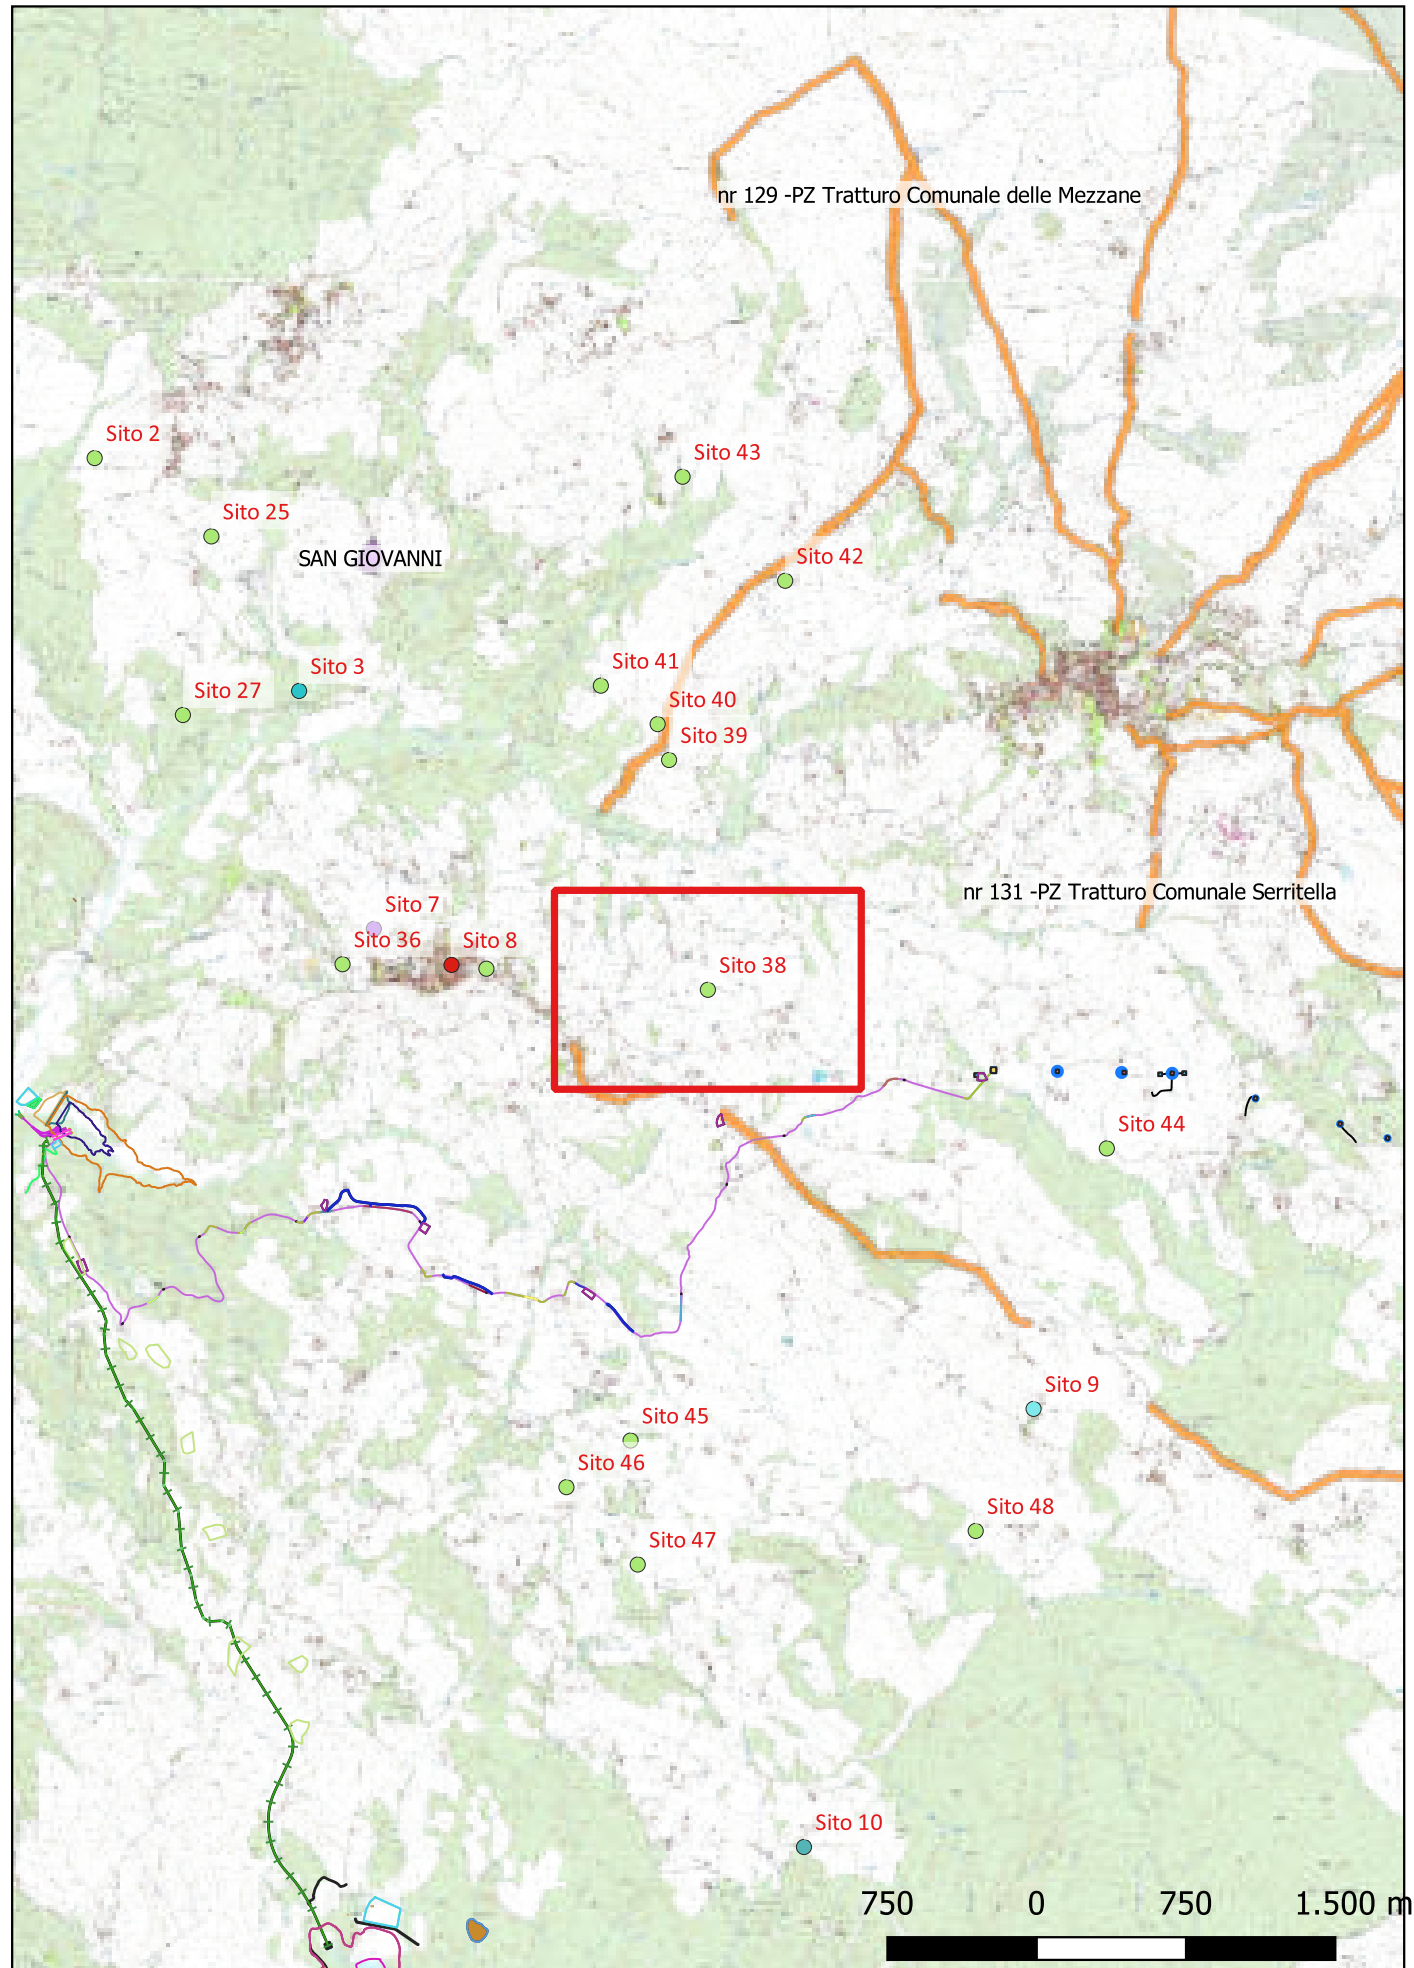 nr 129 -PZ Tratturo Comunale delle Mezzane
Sito 2
Sito 43
Sito 25
SAN GIOVANNI
Sito 42
Sito 41
Sito 3
Sito 27
Sito 40
Sito 39
nr 131 -PZ Tratturo Comunale Serritella
Sito 7
Sito 36
Sito 8
Sito 38
Sito 44
Sito 9
Sito 45
Sito 46
Sito 48
Sito 47
Sito 10
750 0 750 1.500 m